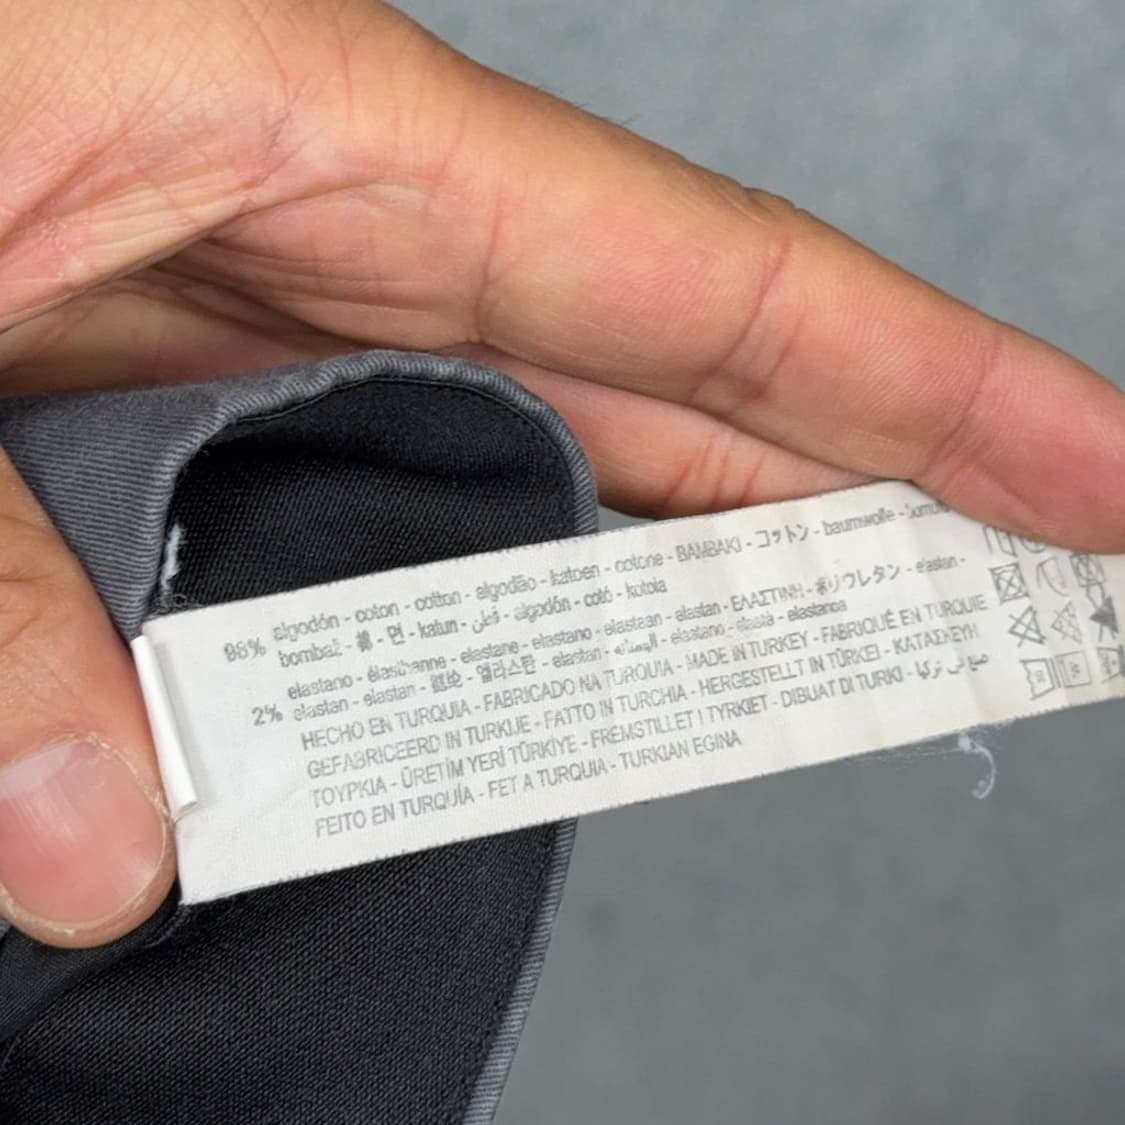 98% algodón - coton - cotton - algodão - katoen - cotone - BAMBAKI - コットン - baumwolle -
bombaž - 棉 - 면 - katun - قطن - algodón - cotó - kotoia
elastano - élasthanne - elastane - elastano - elastaan - elastan - ΕΛΑΣΤΙΝΗ - ポリウレタン - elastan -
2% elastan - elastan - 엘라스탄 - elastan - elastano - elastà - elastanoa
HECHO EN TURQUIA - FABRICADO NA TURQUIA - MADE IN TURKEY - FABRIQUÉ EN TURQUIE
GEFABRICEERD IN TURKIJE - FATTO IN TURCHIA - HERGESTELLT IN TÜRKEI - ΚΑΤΑΣΚΕΥΗ
ΤΟΥΡΚΙΑ - ÜRETİM YERİ TÜRKİYE - FREMSTILLET I TYRKIET - DIBUAT DI TURKI - صنع في تركيا
FEITO EN TURQUÍA - FET A TURQUIA - TURKIAN EGINA